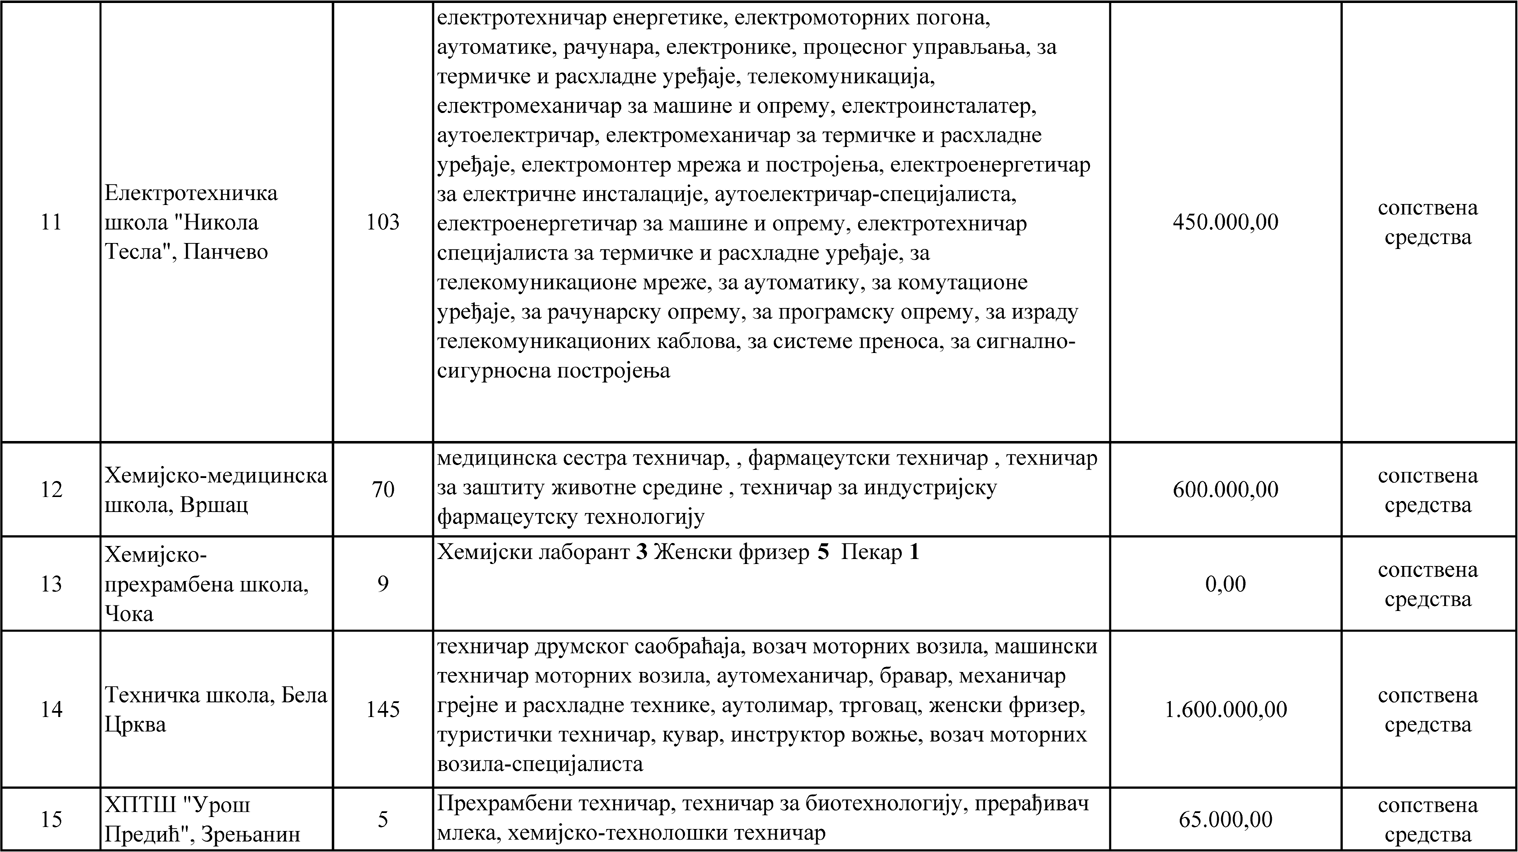 11
Електротехничка
школа "Никола
Тесла", Панчево
103
електротехничар енергетике, електромоторних погона,
аутоматике, рачунара, електронике, процесног управљања, за
термичке и расхладне уређаје, телекомуникација,
електромеханичар за машине и опрему, електроинсталатер,
аутоелектричар, електромеханичар за термичке и расхладне
уређаје, електромонтер мрежа и постројења, електроенергетичар
за електричне инсталације, аутоелектричар-специјалиста,
електроенергетичар за машине и опрему, електротехничар
специјалиста за термичке и расхладне уређаје, за
телекомуникационе мреже, за аутоматику, за комутационе
уређаје, за рачунарску опрему, за програмску опрему, за израду
телекомуникационих каблова, за системе преноса, за сигнално-
сигурносна постројења
450.000,00
сопствена
средства
12
Хемијско-медицинска
школа, Вршац
70
медицинска сестра техничар, , фармацеутски техничар , техничар
за заштиту животне средине , техничар за индустријску
фармацеутску технологију
600.000,00
сопствена
средства
13
Хемијско-
прехрамбена школа,
Чока
9
Хемијски лаборант 3 Женски фризер 5 Пекар 1
0,00
сопствена
средства
14
Техничка школа, Бела
Црква
145
техничар друмског саобраћаја, возач моторних возила, машински
техничар моторних возила, аутомеханичар, бравар, механичар
грејне и расхладне технике, аутолимар, трговац, женски фризер,
туристички техничар, кувар, инструктор вожње, возач моторних
возила-специјалиста
1.600.000,00
сопствена
средства
15
ХПТШ "Урош
Предић", Зрењанин
5
Прехрамбени техничар, техничар за биотехнологију, прерађивач
млека, хемијско-технолошки техничар
65.000,00
сопствена
средства